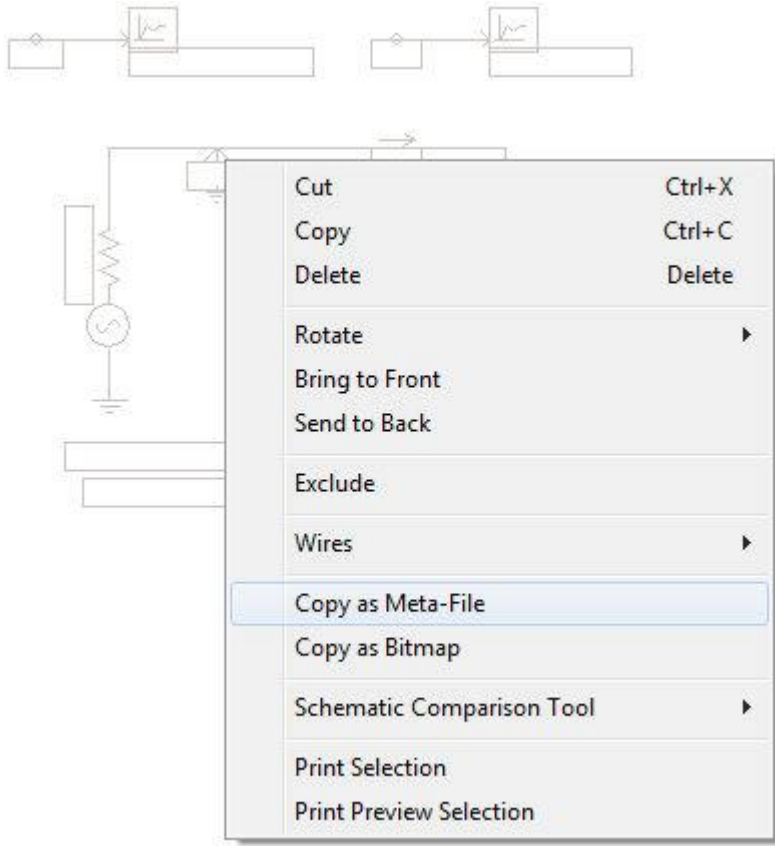 Cut Ctrl+X
Copy Ctrl+C
Delete Delete
Rotate
Bring to Front
Send to Back
Exclude
Wires
Copy as Meta-File
Copy as Bitmap
Schematic Comparison Tool
Print Selection
Print Preview Selection